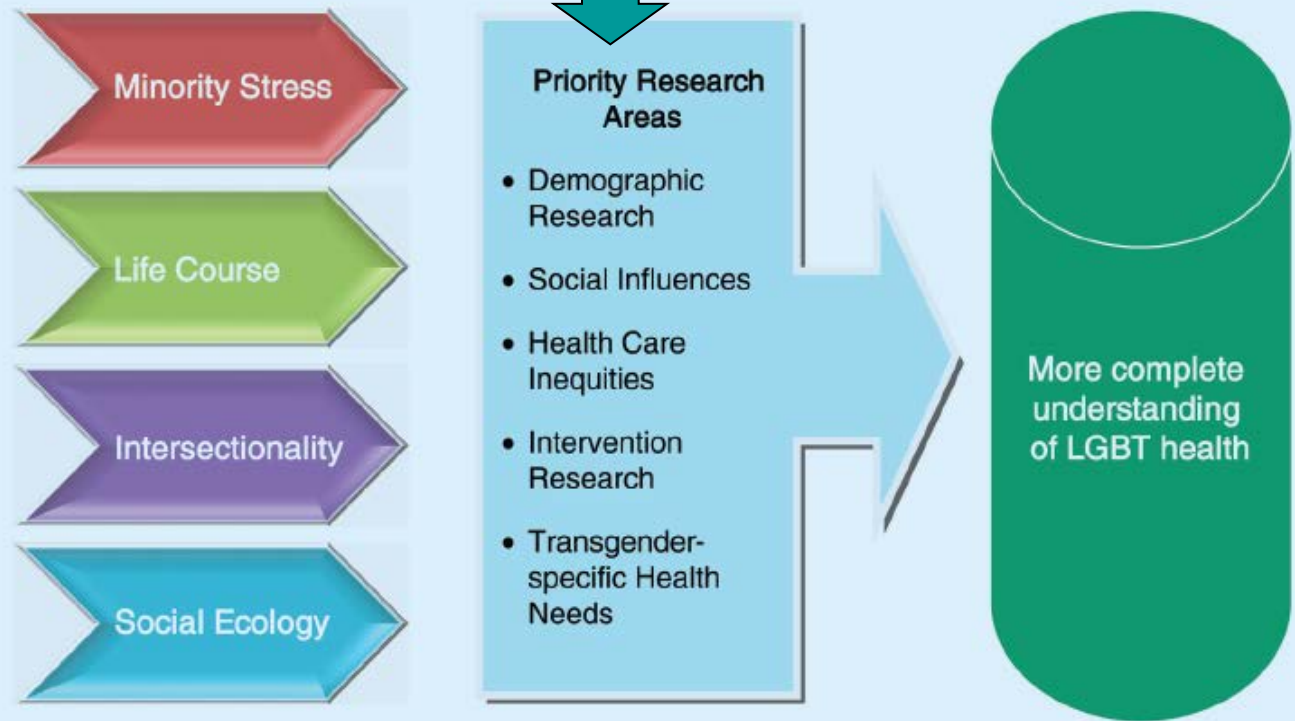 Minority Stress
Life Course
Intersectionality
Social Ecology
Priority Research
Areas
• Demographic
Research
• Social Influences
• Health Care
Inequities
• Intervention
Research
• Transgender-
specific Health
Needs
More complete
understanding
of LGBT health